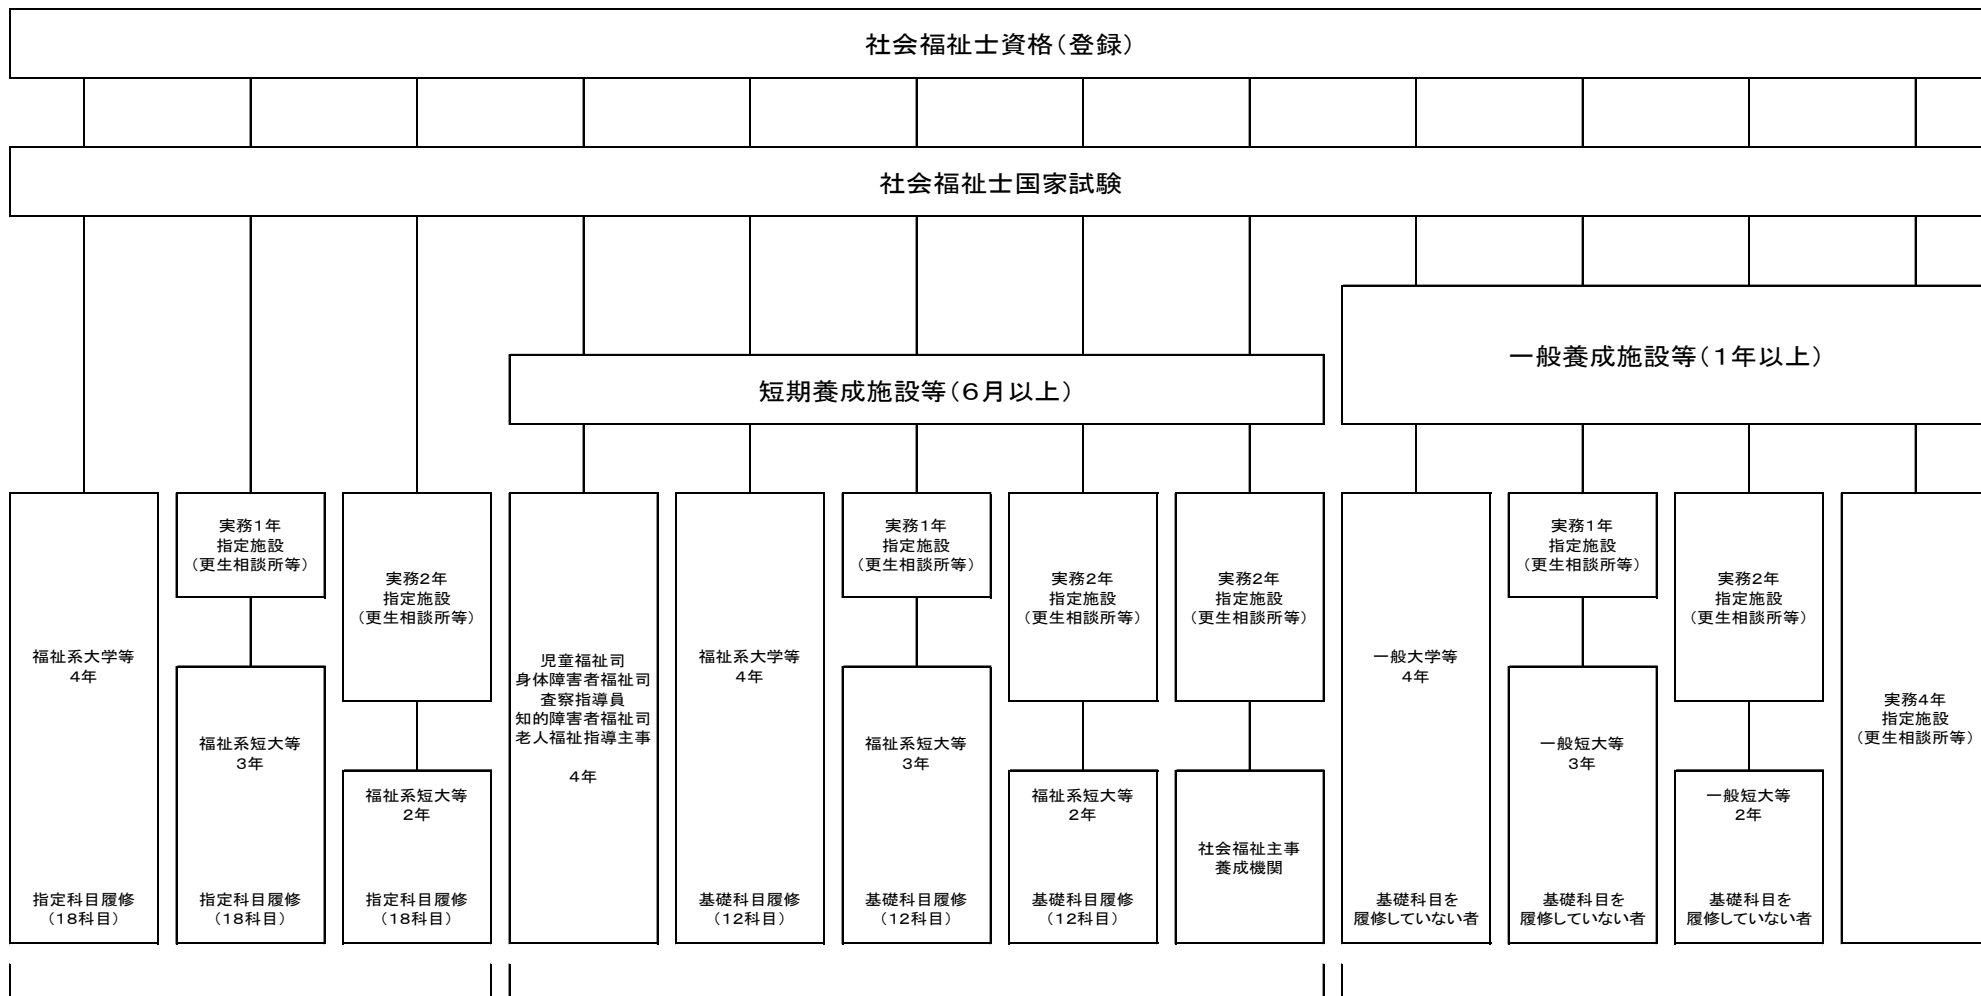 社会福祉士資格(登録)
社会福祉士国家試験
一般養成施設等(1年以上)
短期養成施設等(6月以上)
福祉系大学等
4年
指定科目履修
(18科目)
実務1年
指定施設
(更生相談所等)
福祉系短大等
3年
指定科目履修
(18科目)
実務2年
指定施設
(更生相談所等)
福祉系短大等
2年
指定科目履修
(18科目)
児童福祉司
身体障害者福祉司
査察指導員
知的障害者福祉司
老人福祉指導主事
4年
福祉系大学等
4年
基礎科目履修
(12科目)
実務1年
指定施設
(更生相談所等)
福祉系短大等
3年
基礎科目履修
(12科目)
実務2年
指定施設
(更生相談所等)
福祉系短大等
2年
基礎科目履修
(12科目)
実務2年
指定施設
(更生相談所等)
社会福祉主事
養成機関
一般大学等
4年
基礎科目を
履修していない者
実務1年
指定施設
(更生相談所等)
一般短大等
3年
基礎科目を
履修していない者
実務2年
指定施設
(更生相談所等)
一般短大等
2年
基礎科目を
履修していない者
実務4年
指定施設
(更生相談所等)